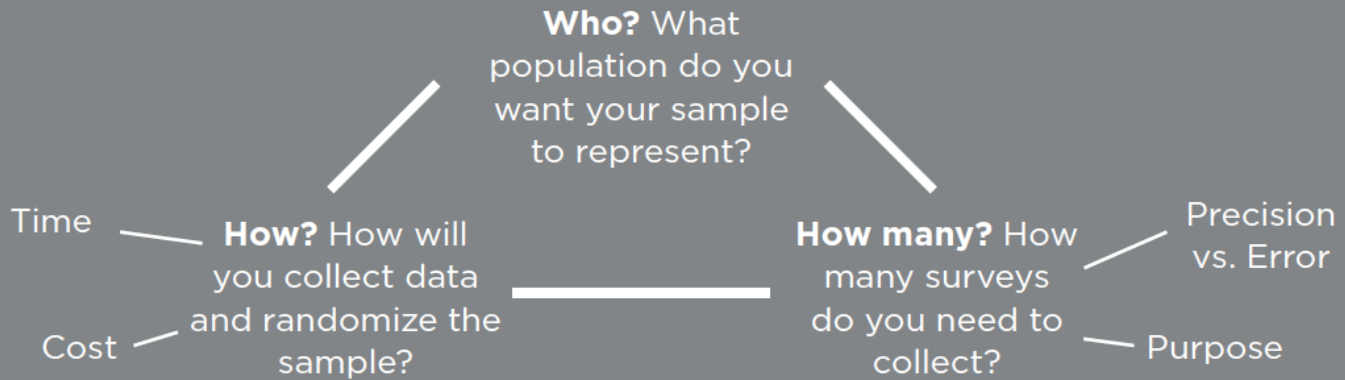 Who? What
population do you
want your sample
to represent?
Time
Cost
How? How will
you collect data
and randomize the
sample?
How many? How
many surveys
do you need to
collect?
Precision
vs. Error
Purpose